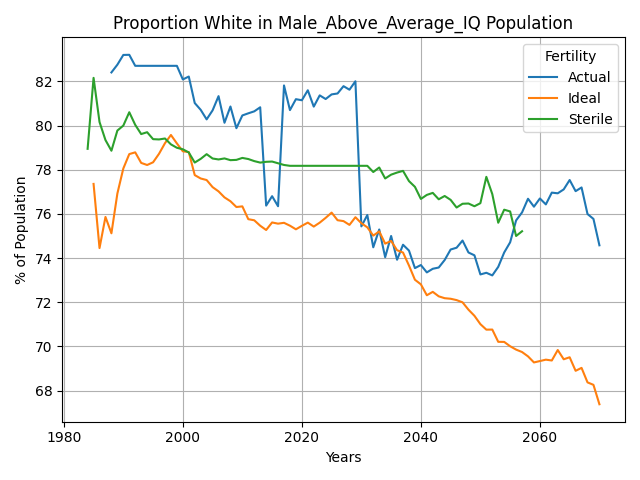 Proportion White in Male_Above_Average_IQ Population
Fertility
Actual
Ideal
Sterile
% of Population
82
80
78
76
74
72
70
68
1980
2000
2020
2040
2060
Years